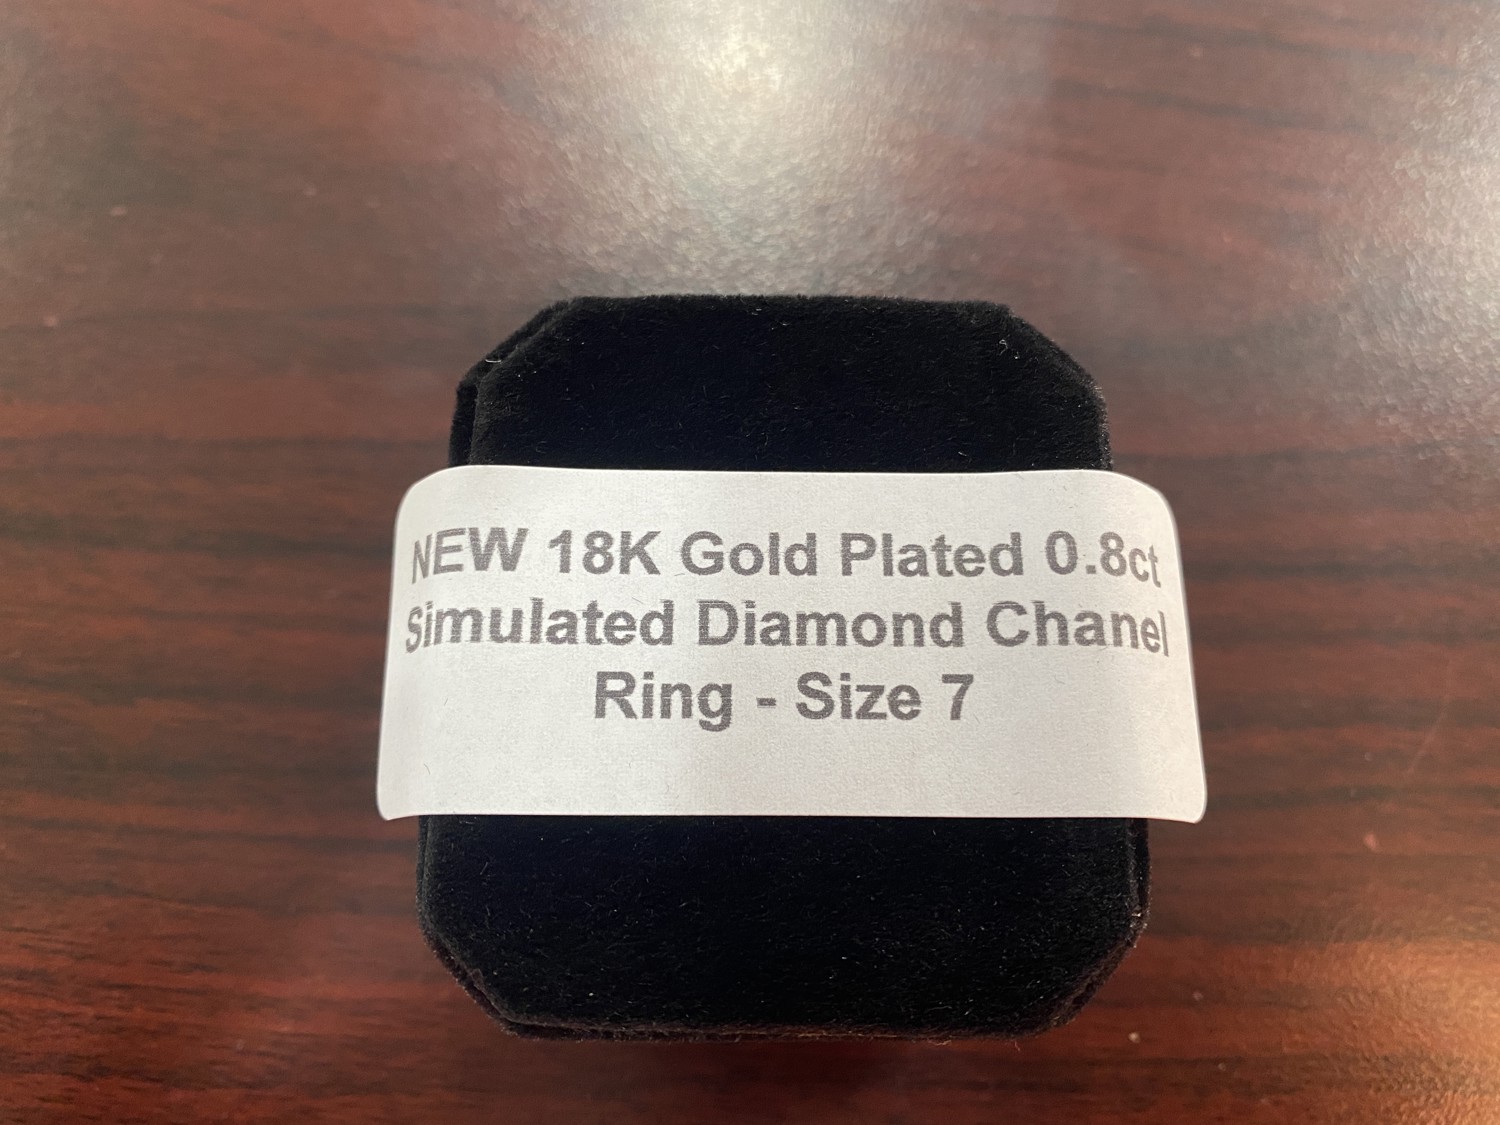 NEW 18K Gold Plated 0.8ct
Simulated Diamond Chanel
Ring - Size 7